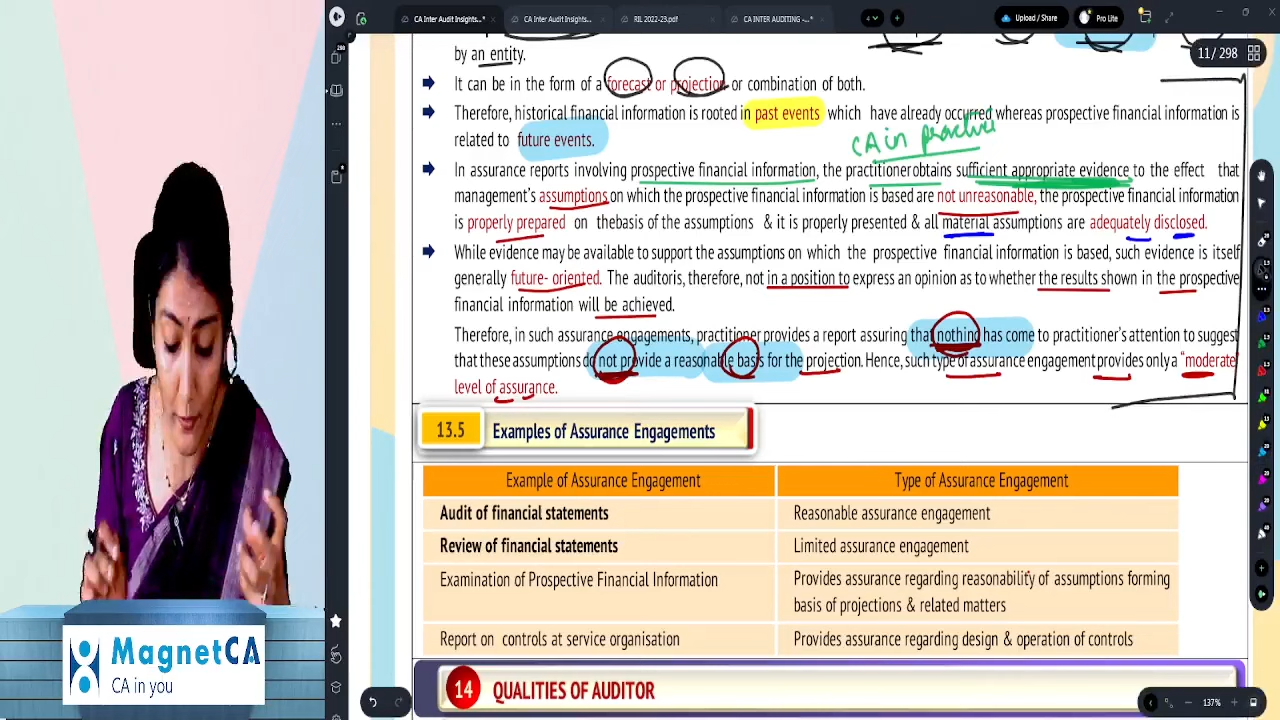 CA Inter Audit Insights...*
CA Inter Audit Insights...*
RIL 2022-23.pdf
CA INTER AUDITING -...*
4
Upload / Share
Pro Lite
11 / 298
by an entity.
It can be in the form of a forecast or projection or combination of both.
Therefore, historical financial information is rooted in past events which have already occurred whereas prospective financial information is
related to future events.
CA in practice
In assurance reports involving prospective financial information, the practitionerobtains sufficient appropriate evidence to the effect that
management's assumptions on which the prospective financial information is based are not unreasonable, the prospective financial information
is properly prepared on thebasis of the assumptions & it is properly presented & all material assumptions are adequately disclosed.
While evidence may be available to support the assumptions on which the prospective financial information is based, such evidence is itself
generally future- oriented. The auditoris, therefore, not in a position to express an opinion as to whether the results shown in the prospective
financial information will be achieved.
Therefore, in such assurance engagements, practitioner provides a report assuring that nothing has come to practitioner's attention to suggest
that these assumptions do not provide a reasonable basis for the projection. Hence, such type of assurance engagement provides only a "moderate"
level of assurance.
13.5 Examples of Assurance Engagements
Example of Assurance Engagement Type of Assurance Engagement
Audit of financial statements Reasonable assurance engagement
Review of financial statements Limited assurance engagement
Examination of Prospective Financial Information Provides assurance regarding reasonability of assumptions forming
basis of projections & related matters
Report on controls at service organisation Provides assurance regarding design & operation of controls
14 QUALITIES OF AUDITOR
MagnetCA
CA in you
137%